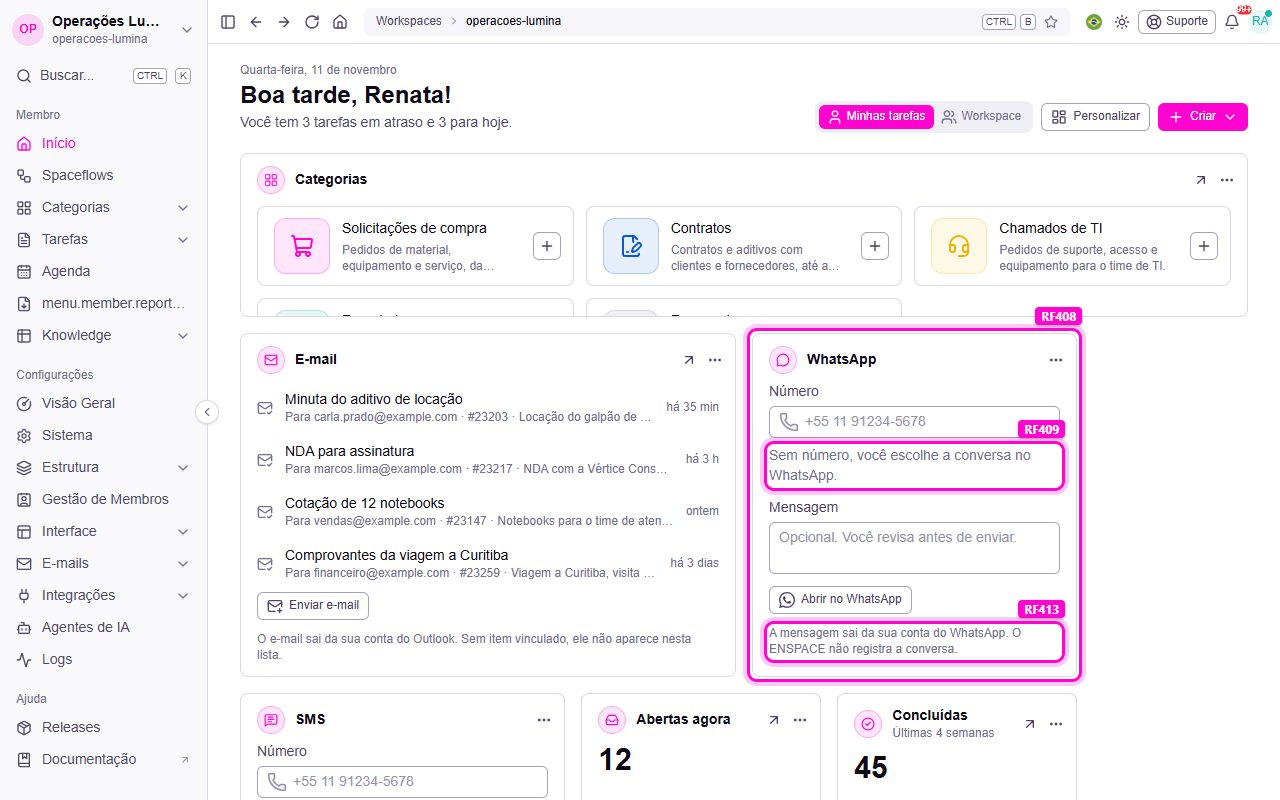 OP
Operações Lu...
operacoes-lumina
Buscar...
CTRL
K
Membro
Início
Spaceflows
Categorias
Tarefas
Agenda
menu.member.report...
Knowledge
Configurações
Visão Geral
Sistema
Estrutura
Gestão de Membros
Interface
E-mails
Integrações
Agentes de IA
Logs
Ajuda
Releases
Documentação
Workspaces
operacoes-lumina
CTRL
B
Suporte
99+
RA
Quarta-feira, 11 de novembro
Boa tarde, Renata!
Você tem 3 tarefas em atraso e 3 para hoje.
Minhas tarefas
Workspace
Personalizar
Criar
Categorias
Solicitações de compra
Pedidos de material,
equipamento e serviço, da...
Contratos
Contratos e aditivos com
clientes e fornecedores, até a...
Chamados de TI
Pedidos de suporte, acesso e
equipamento para o time de TI.
E-mail
Minuta do aditivo de locação
Para carla.prado@example.com · #23203 · Locação do galpão de ...
há 35 min
NDA para assinatura
Para marcos.lima@example.com · #23217 · NDA com a Vértice Cons...
há 3 h
Cotação de 12 notebooks
Para vendas@example.com · #23147 · Notebooks para o time de aten...
ontem
Comprovantes da viagem a Curitiba
Para financeiro@example.com · #23259 · Viagem a Curitiba, visita ...
há 3 dias
Enviar e-mail
O e-mail sai da sua conta do Outlook. Sem item vinculado, ele não aparece nesta
lista.
RF408
WhatsApp
Número
+55 11 91234-5678
RF409
Sem número, você escolhe a conversa no
WhatsApp.
Mensagem
Opcional. Você revisa antes de enviar.
Abrir no WhatsApp
RF413
A mensagem sai da sua conta do WhatsApp. O
ENSPACE não registra a conversa.
SMS
Número
+55 11 91234-5678
Abertas agora
12
Concluídas
Últimas 4 semanas
45